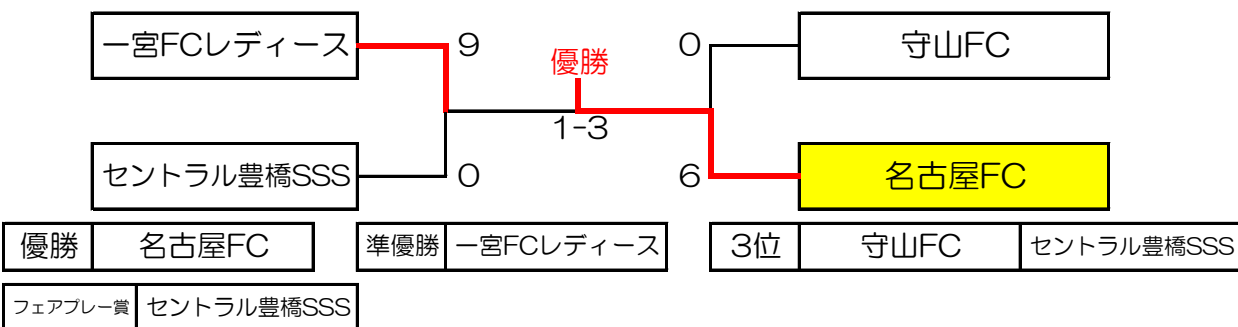 一宮FCレディース 9 0 守山FC
優勝
1-3
セントラル豊橋SSS 0 6 名古屋FC
優勝 名古屋FC 準優勝 一宮FCレディース 3位 守山FC セントラル豊橋SSS
フェアプレー賞 セントラル豊橋SSS